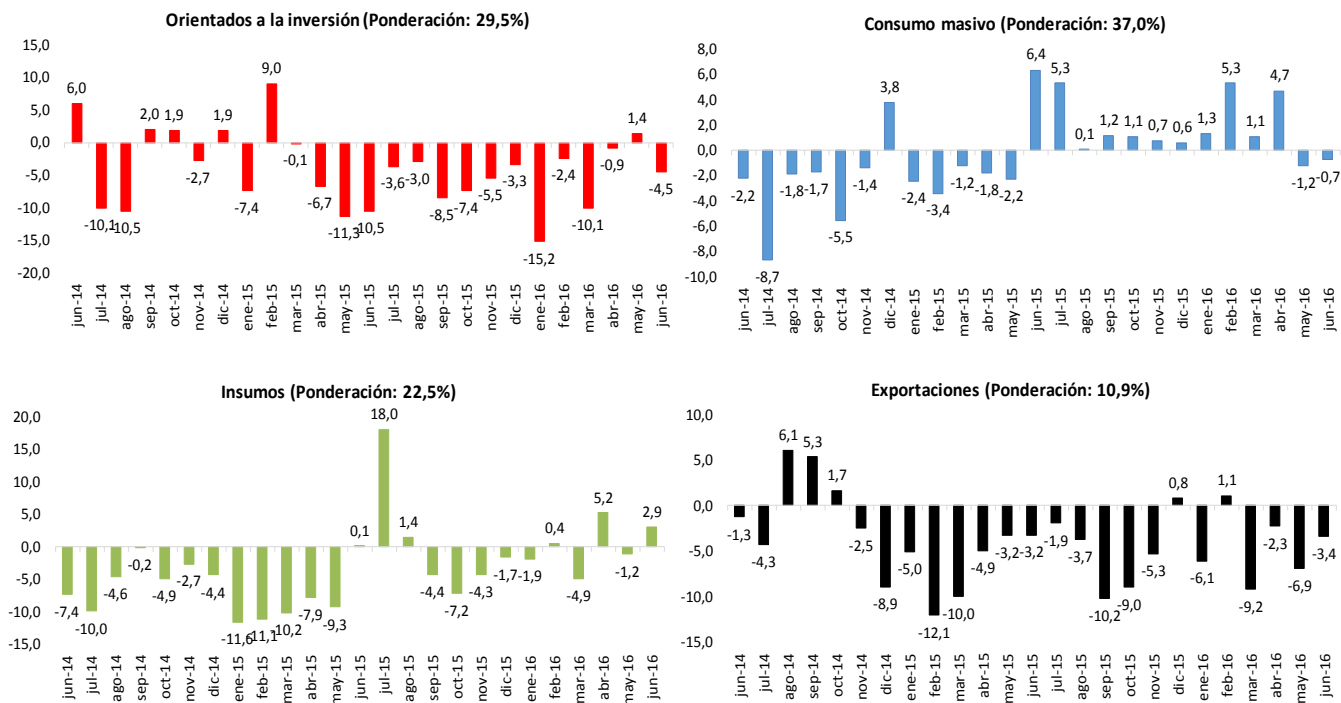 Orientados a la inversión (Ponderación: 29,5%)
15,0
10,0
5,0
0,0
-5,0
-10,0
-15,0
-20,0
6,0
-10,1
-10,5
2,0
1,9
-2,7
1,9
-7,4
9,0
-0,1
-6,7
-11,3
-10,5
-3,6
-3,0
-8,5
-7,4
-5,5
-3,3
-15,2
-2,4
-10,1
-0,9
1,4
-4,5
jun-14
jul-14
ago-14
sep-14
oct-14
nov-14
dic-14
ene-15
feb-15
mar-15
abr-15
may-15
jun-15
jul-15
ago-15
sep-15
oct-15
nov-15
dic-15
ene-16
feb-16
mar-16
abr-16
may-16
jun-16
Consumo masivo (Ponderación: 37,0%)
8,0
6,0
4,0
2,0
0,0
-2,0
-4,0
-6,0
-8,0
-10,0
-2,2
-8,7
-1,8
-1,7
-5,5
-1,4
3,8
-2,4
-3,4
-1,2
-1,8
-2,2
6,4
5,3
0,1
1,2
1,1
0,7
0,6
1,3
5,3
1,1
4,7
-1,2
-0,7
jun-14
jul-14
ago-14
sep-14
oct-14
nov-14
dic-14
ene-15
feb-15
mar-15
abr-15
may-15
jun-15
jul-15
ago-15
sep-15
oct-15
nov-15
dic-15
ene-16
feb-16
mar-16
abr-16
may-16
jun-16
Insumos (Ponderación: 22,5%)
20,0
15,0
10,0
5,0
0,0
-5,0
-10,0
-15,0
-7,4
-10,0
-4,6
-0,2
-4,9
-2,7
-4,4
-11,6
-11,1
-10,2
-7,9
-9,3
0,1
18,0
1,4
-4,4
-7,2
-4,3
-1,7
-1,9
0,4
-4,9
5,2
-1,2
2,9
jun-14
jul-14
ago-14
sep-14
oct-14
nov-14
dic-14
ene-15
feb-15
mar-15
abr-15
may-15
jun-15
jul-15
ago-15
sep-15
oct-15
nov-15
dic-15
ene-16
feb-16
mar-16
abr-16
may-16
jun-16
Exportaciones (Ponderación: 10,9%)
10,0
5,0
0,0
-5,0
-10,0
-15,0
-1,3
-4,3
6,1
5,3
1,7
-2,5
-8,9
-5,0
-12,1
-10,0
-4,9
-3,2
-3,2
-1,9
-3,7
-10,2
-9,0
-5,3
0,8
-6,1
1,1
-9,2
-2,3
-6,9
-3,4
jun-14
jul-14
ago-14
sep-14
oct-14
nov-14
dic-14
ene-15
feb-15
mar-15
abr-15
may-15
jun-15
jul-15
ago-15
sep-15
oct-15
nov-15
dic-15
ene-16
feb-16
mar-16
abr-16
may-16
jun-16